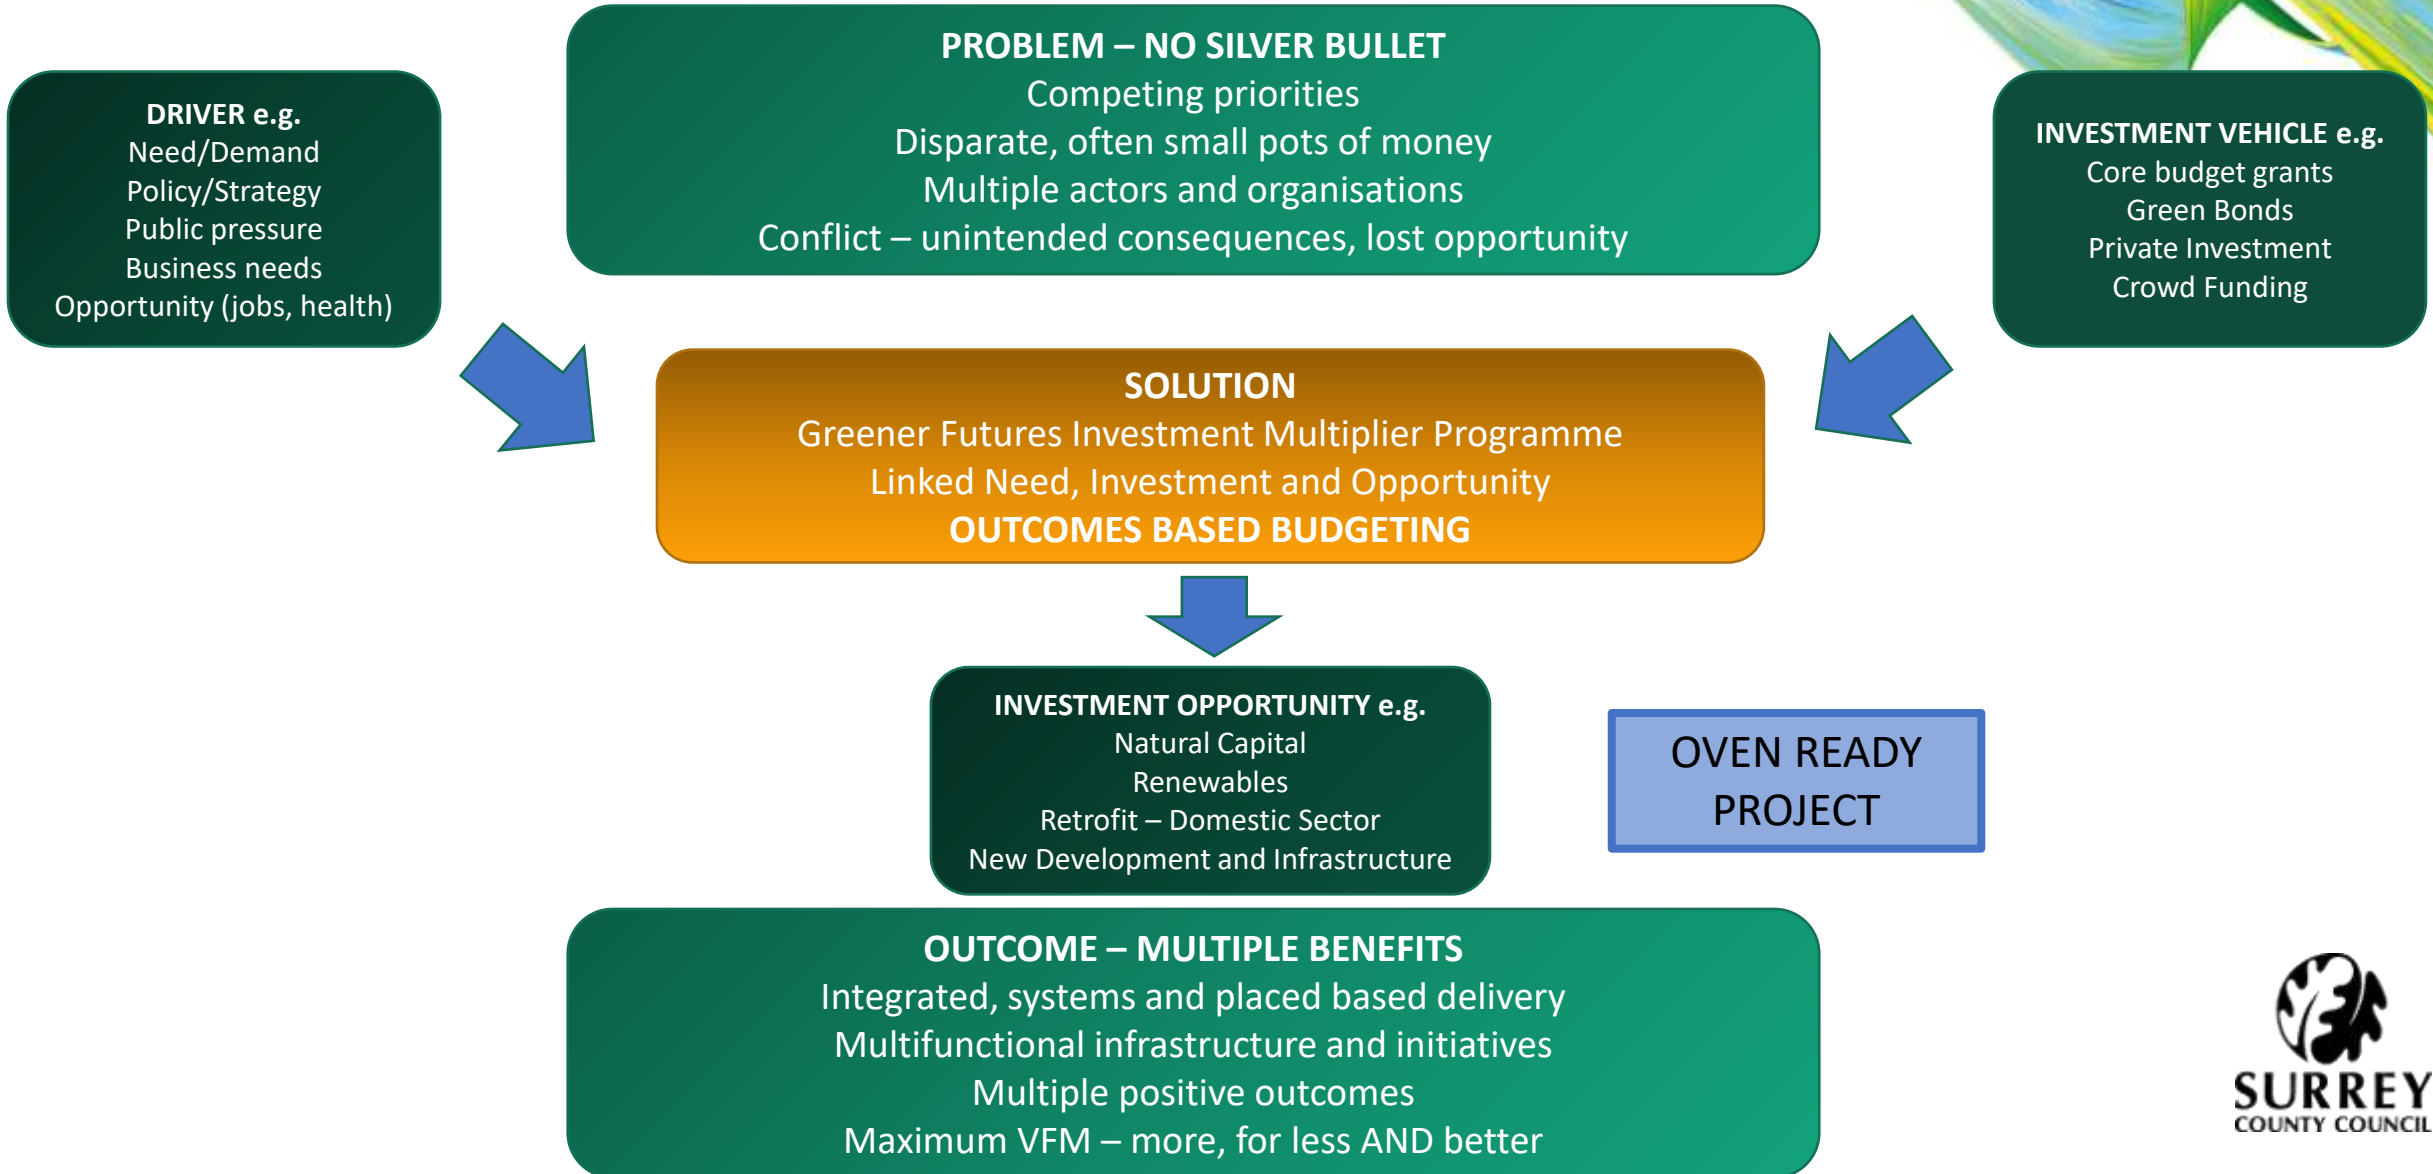 PROBLEM – NO SILVER BULLET
Competing priorities
Disparate, often small pots of money
Multiple actors and organisations
Conflict – unintended consequences, lost opportunity
DRIVER e.g.
Need/Demand
Policy/Strategy
Public pressure
Business needs
Opportunity (jobs, health)
INVESTMENT VEHICLE e.g.
Core budget grants
Green Bonds
Private Investment
Crowd Funding
SOLUTION
Greener Futures Investment Multiplier Programme
Linked Need, Investment and Opportunity
OUTCOMES BASED BUDGETING
INVESTMENT OPPORTUNITY e.g.
Natural Capital
Renewables
Retrofit – Domestic Sector
New Development and Infrastructure
OVEN READY
PROJECT
OUTCOME – MULTIPLE BENEFITS
Integrated, systems and placed based delivery
Multifunctional infrastructure and initiatives
Multiple positive outcomes
Maximum VFM – more, for less AND better
SURREY
COUNTY COUNCIL